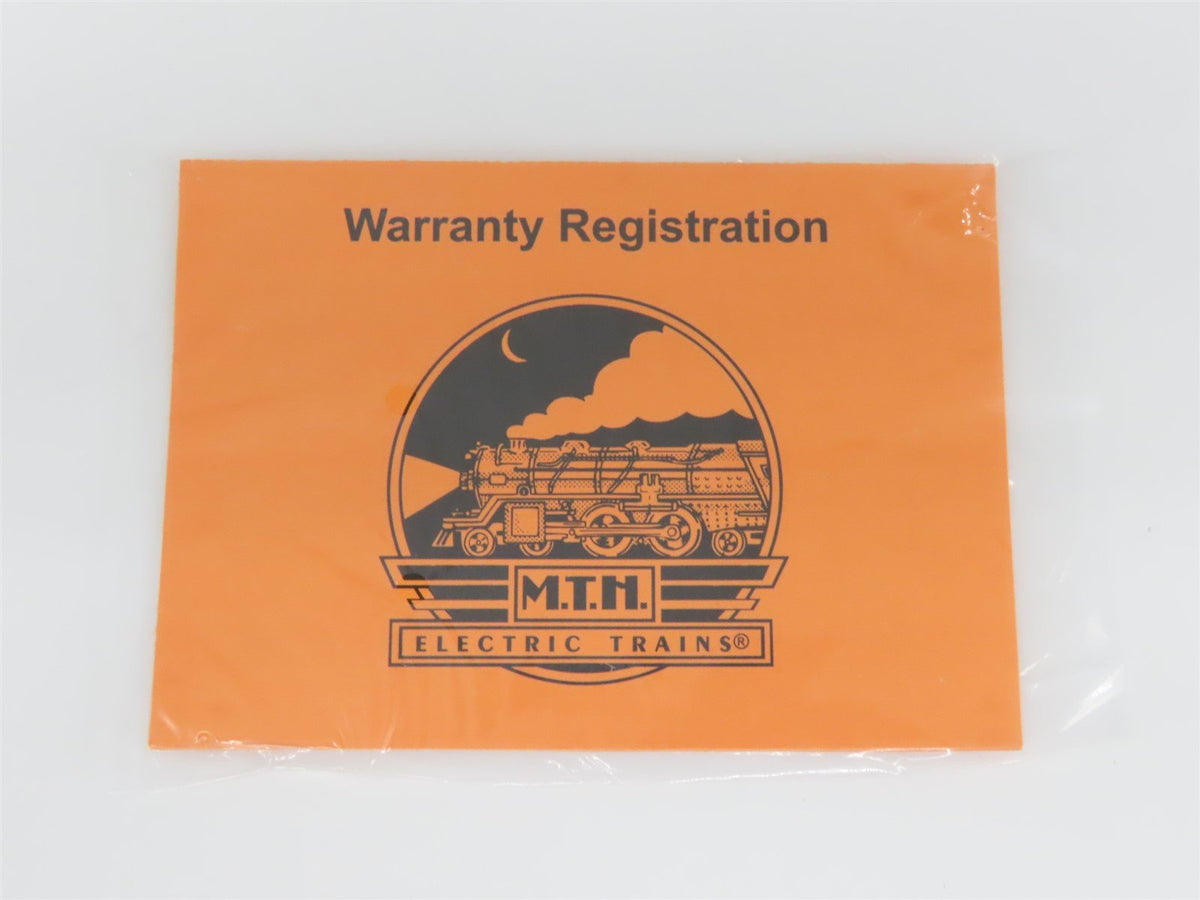 Warranty Registration
M.T.H.
ELECTRIC TRAINS®